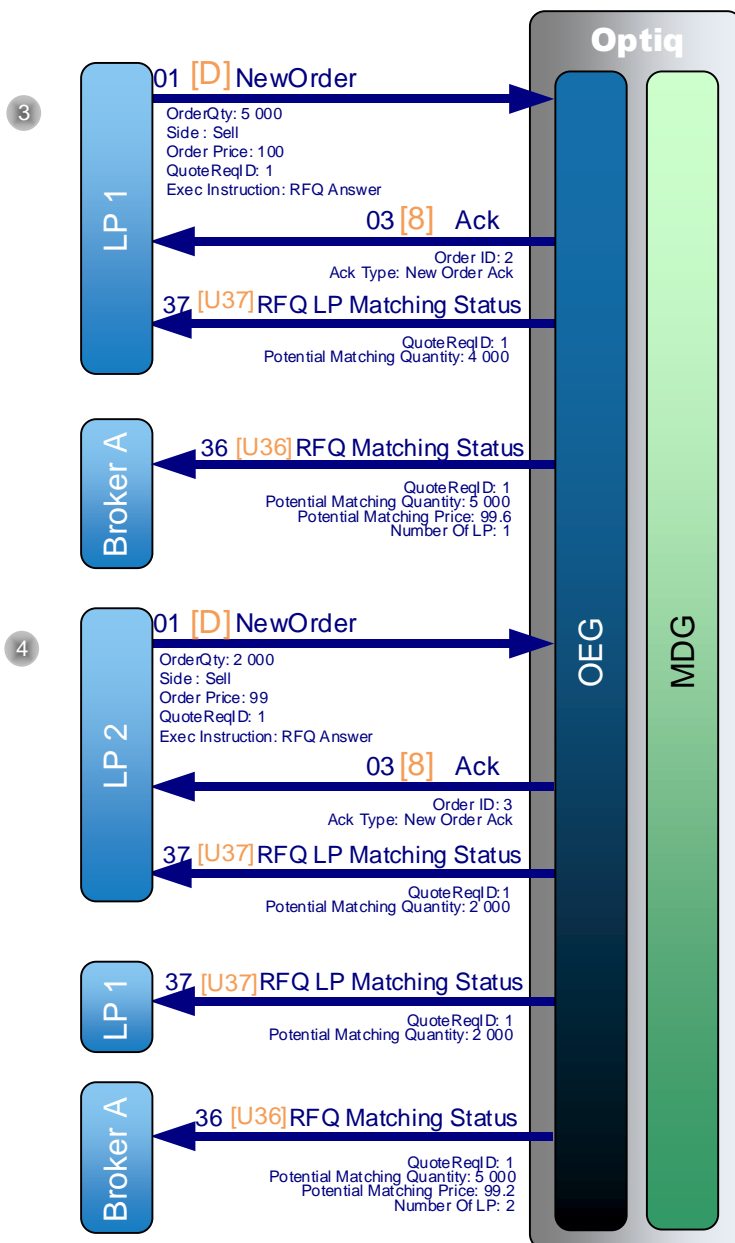 Optiq
3
LP 1
01 [D] NewOrder
OrderQty: 5 000
Side : Sell
Order Price: 100
QuoteReqID: 1
Exec Instruction: RFQ Answer
03 [8] Ack
Order ID: 2
Ack Type: New Order Ack
37 [U37] RFQ LP Matching Status
QuoteReqID: 1
Potential Matching Quantity: 4 000
Broker A
36 [U36] RFQ Matching Status
QuoteReqID: 1
Potential Matching Quantity: 5 000
Potential Matching Price: 99.6
Number Of LP: 1
4
LP 2
01 [D] NewOrder
OrderQty: 2 000
Side : Sell
Order Price: 99
QuoteReqID: 1
Exec Instruction: RFQ Answer
03 [8] Ack
Order ID: 3
Ack Type: New Order Ack
37 [U37] RFQ LP Matching Status
QuoteReqID:1
Potential Matching Quantity: 2 000
LP 1
37 [U37] RFQ LP Matching Status
QuoteReqID: 1
Potential Matching Quantity: 2 000
Broker A
36 [U36] RFQ Matching Status
QuoteReqID: 1
Potential Matching Quantity: 5 000
Potential Matching Price: 99.2
Number Of LP: 2
OEG
MDG